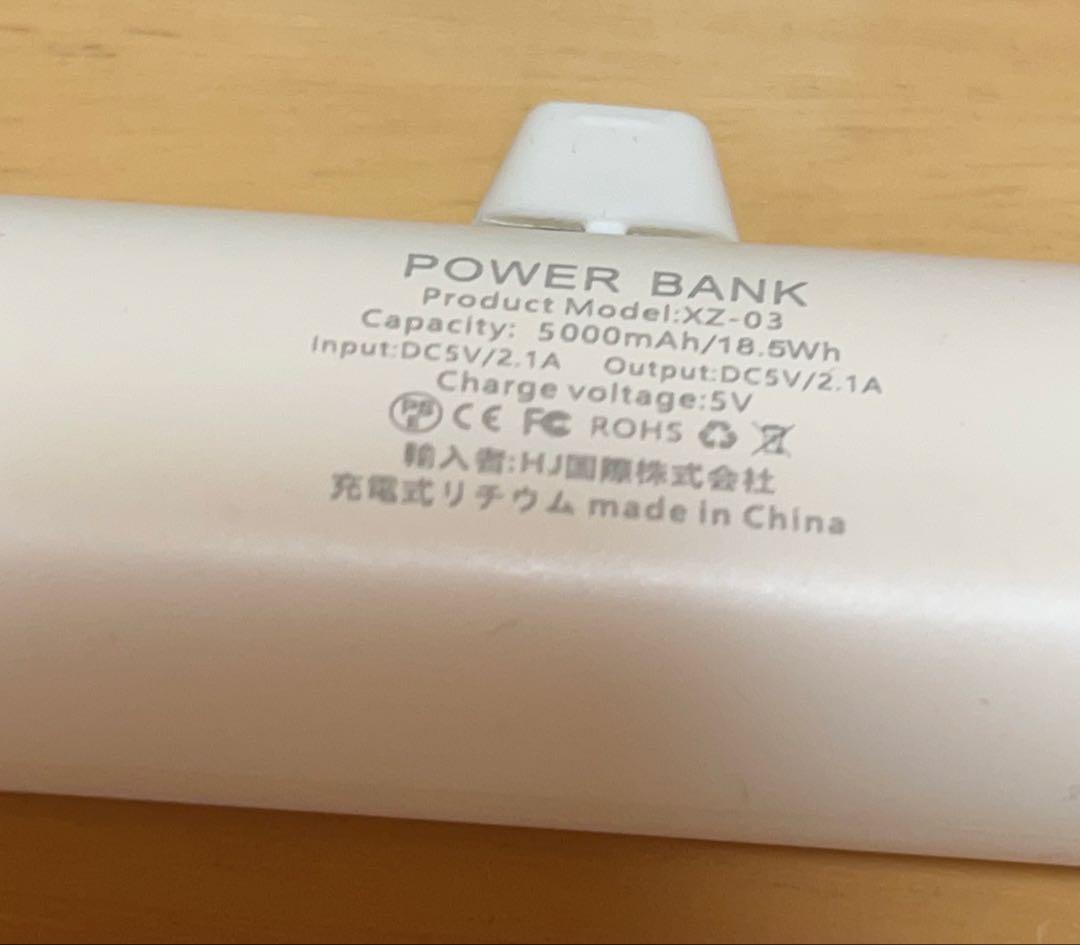 POWER BANK
Product Model:XZ-03
Capacity: 5000mAh/18.5Wh
Input:DC5V/2.1A Output:DC5V/2.1A
Charge voltage:5V
PSE CE FC ROHS
輸入者:HJ国際株式会社
充電式リチウム made in China